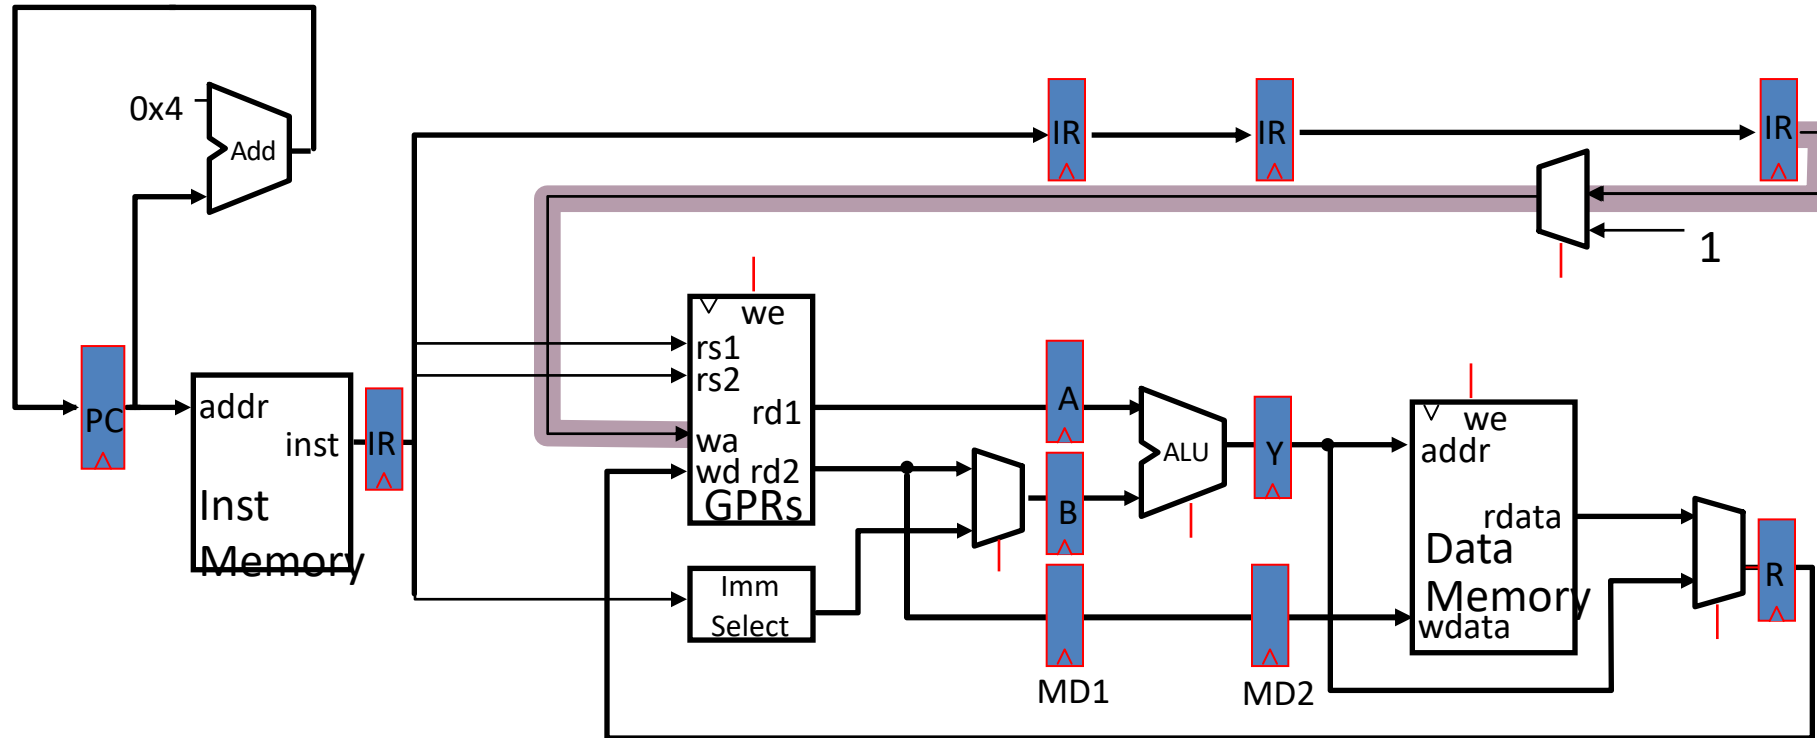 0x4
Add
IR
IR
IR
1
we
rs1
rs2
rd1
wa
wd rd2
GPRs
PC
addr
inst
IR
Inst
Memory
A
B
ALU
Y
we
addr
rdata
Data
Memory
wdata
R
Imm
Select
MD1
MD2